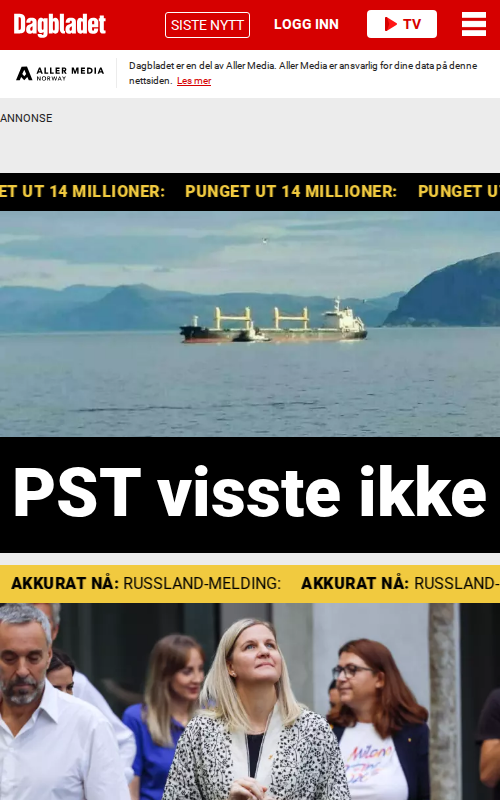 Dagbladet
SISTE NYTT
LOGG INN
TV
ALLER MEDIA
NORWAY
Dagbladet er en del av Aller Media. Aller Media er ansvarlig for dine data på denne
nettsiden. Les mer
ANNONSE
ET UT 14 MILLIONER: PUNGET UT 14 MILLIONER: PUNGET U
PST visste ikke
AKKURAT NÅ: RUSSLAND-MELDING: AKKURAT NÅ: RUSSLAND-